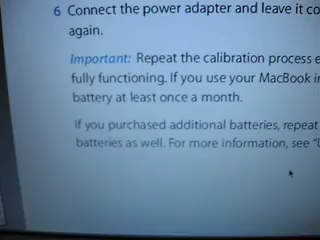 6 Connect the power adapter and leave it co
again.
Important: Repeat the calibration process e
fully functioning. If you use your MacBook in
battery at least once a month.
If you purchased additional batteries, repeat
batteries as well. For more information, see "U